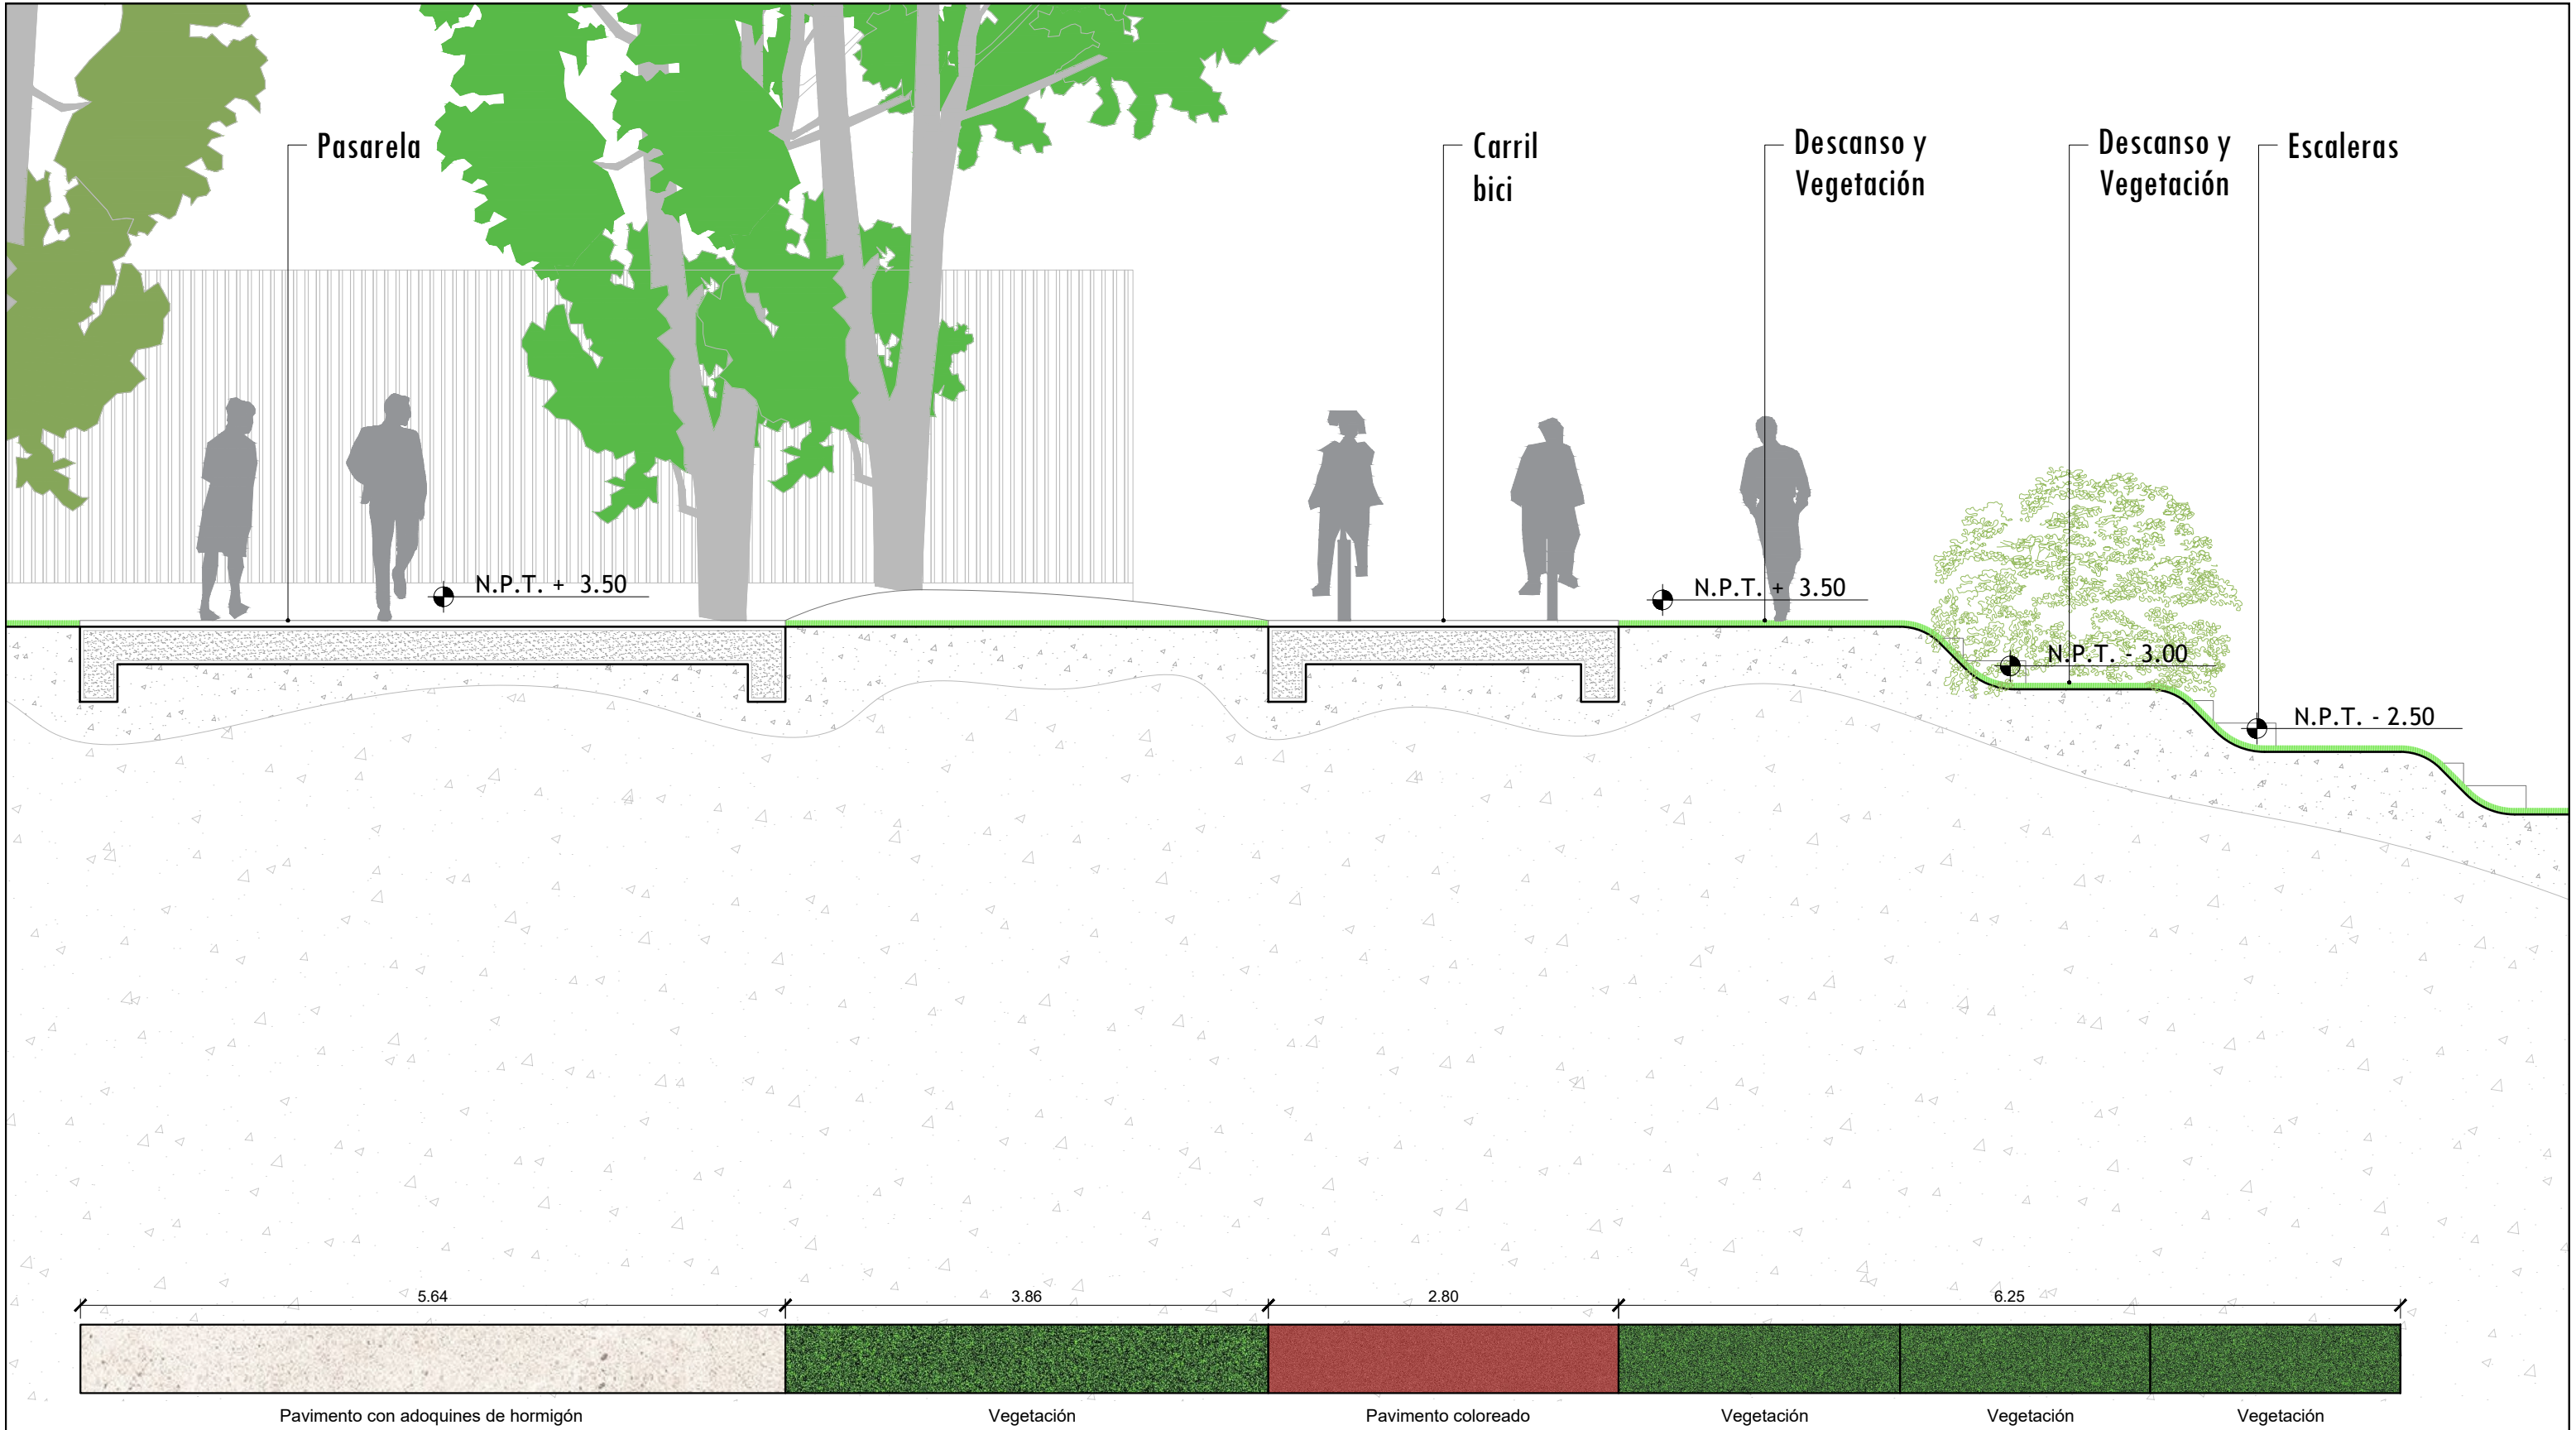 Pasarela
Carril
bici
Descanso y
Vegetación
Descanso y
Vegetación
Escaleras
N.P.T. + 3.50
N.P.T. + 3.50
N.P.T. - 3.00
N.P.T. - 2.50
5.64
3.86
2.80
6.25
Pavimento con adoquines de hormigón
Vegetación
Pavimento coloreado
Vegetación
Vegetación
Vegetación